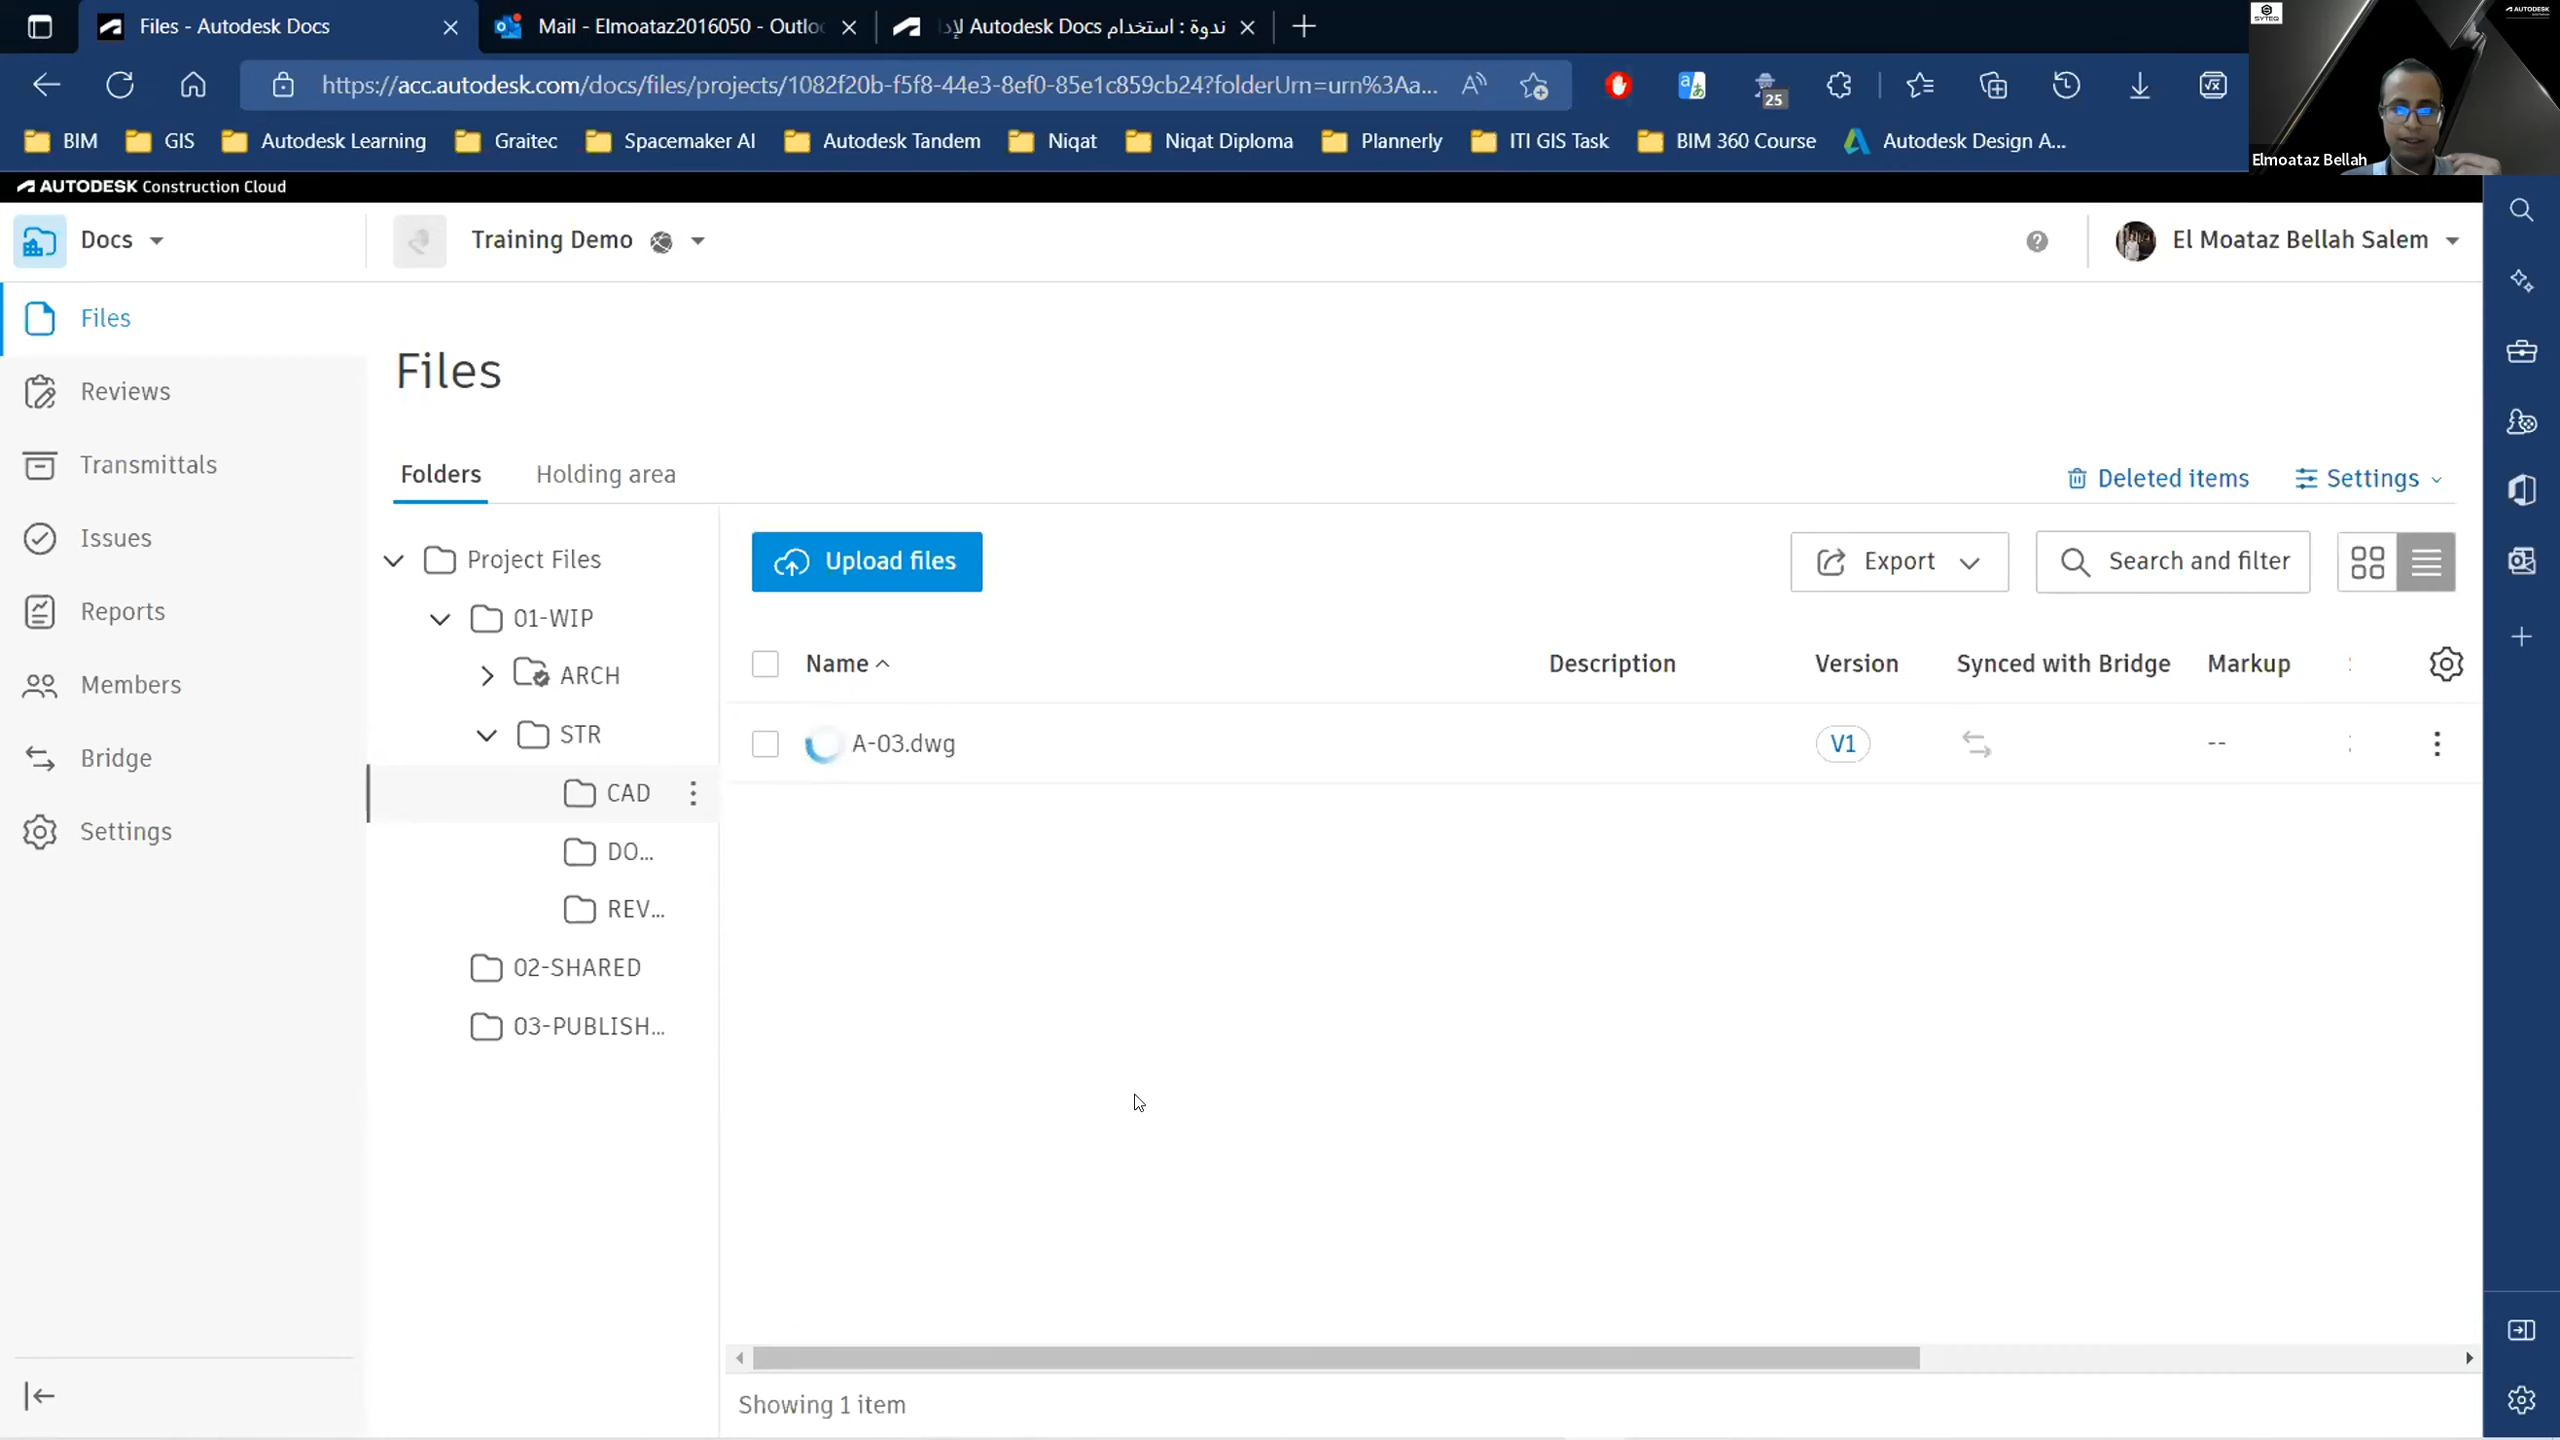 Files - Autodesk Docs
Mail - Elmoataz2016050 - Outlo
ندوة : استخدام Autodesk Docs لإد
https://acc.autodesk.com/docs/files/projects/1082f20b-f5f8-44e3-8ef0-85e1c859cb24?folderUrn=urn%3Aa...
25
BIM
GIS
Autodesk Learning
Graitec
Spacemaker AI
Autodesk Tandem
Niqat
Niqat Diploma
Plannerly
ITI GIS Task
BIM 360 Course
Autodesk Design A...
SYTEQ
AUTODESK
Elmoataz Bellah
AUTODESK Construction Cloud
Docs
Training Demo
El Moataz Bellah Salem
Files
Reviews
Transmittals
Issues
Reports
Members
Bridge
Settings
Files
Folders
Holding area
Deleted items
Settings
Project Files
01-WIP
ARCH
STR
CAD
DO...
REV...
02-SHARED
03-PUBLISH...
Upload files
Export
Search and filter
Name
Description
Version
Synced with Bridge
Markup
A-03.dwg
V1
--
Showing 1 item